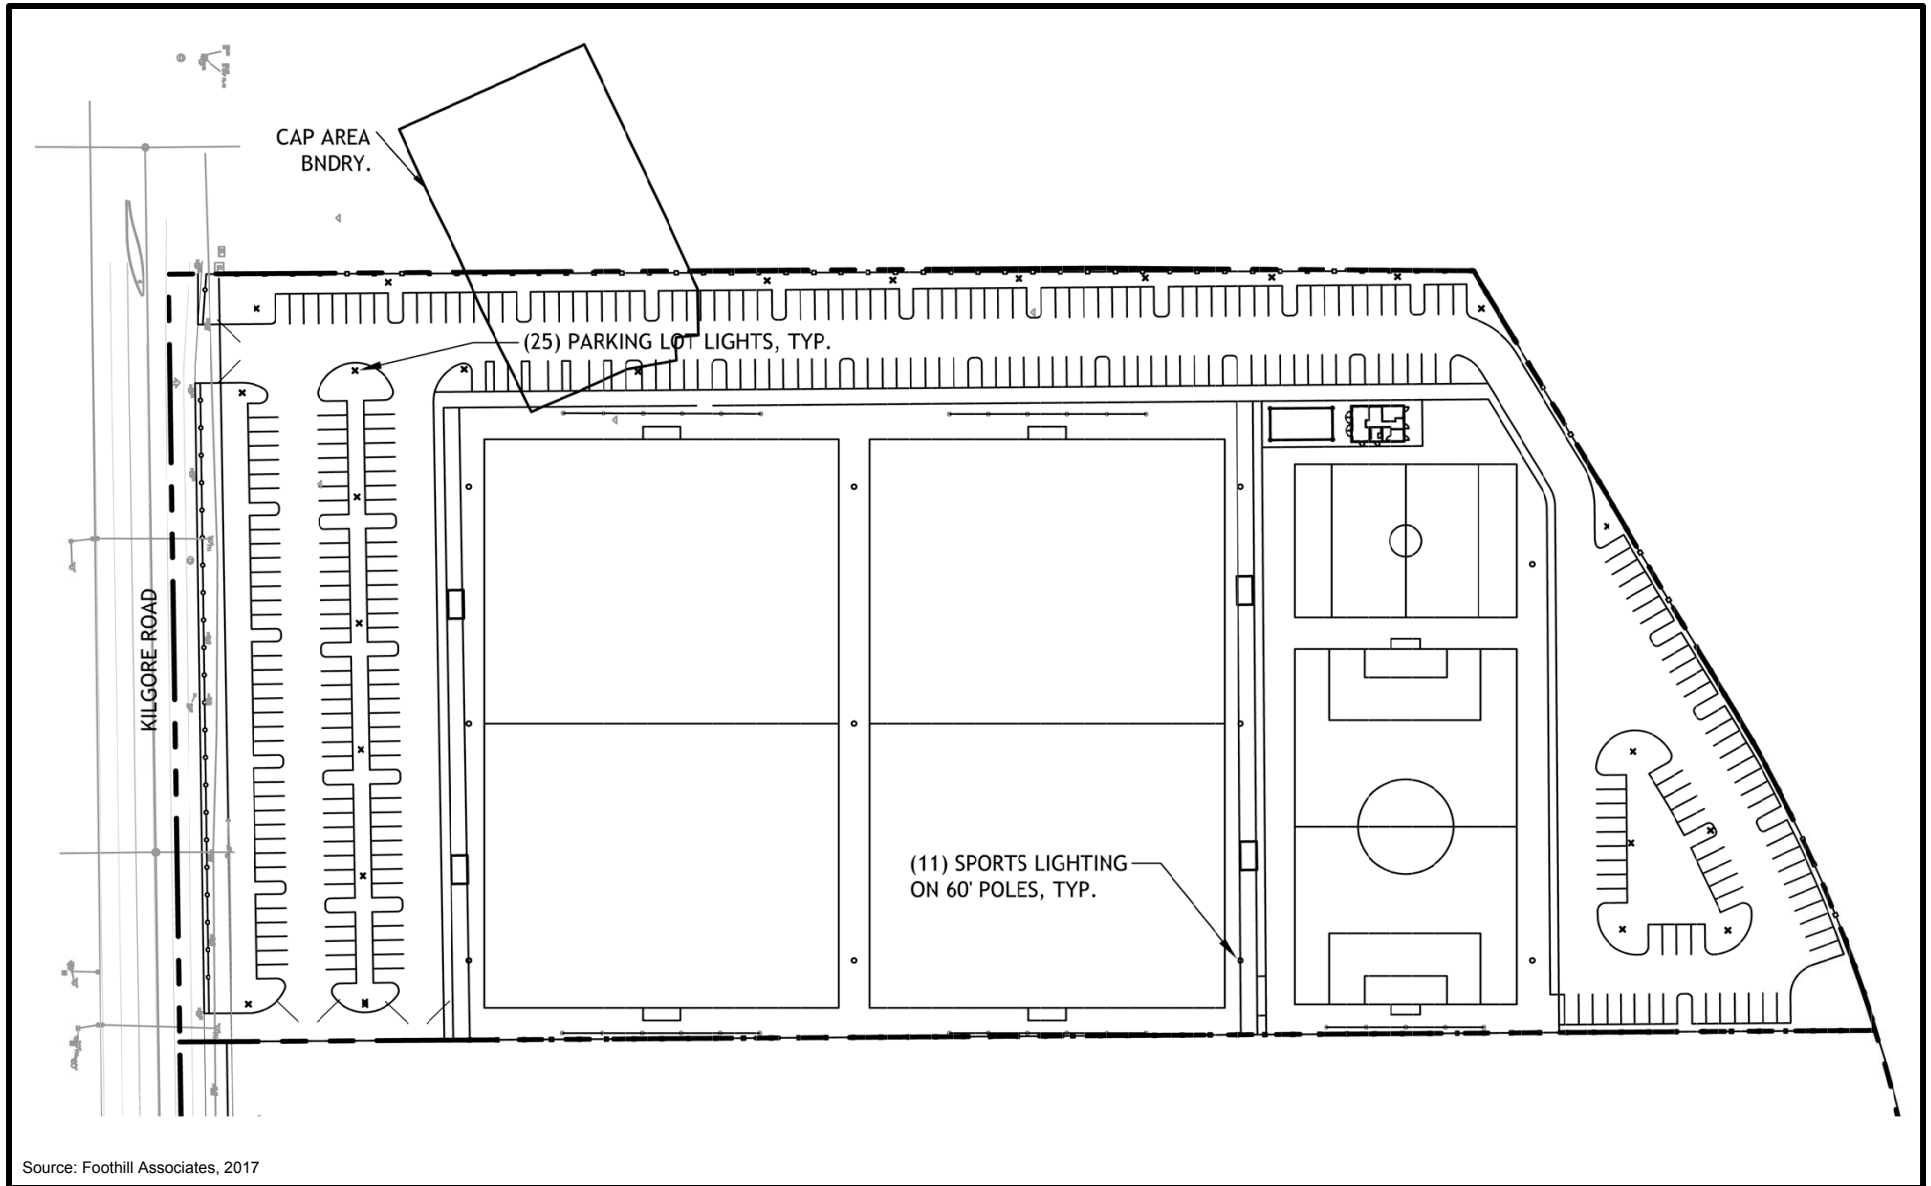 CAP AREA
BNDRY.
(25) PARKING LOT LIGHTS, TYP.
KILGORE ROAD
(11) SPORTS LIGHTING
ON 60' POLES, TYP.
Source: Foothill Associates, 2017